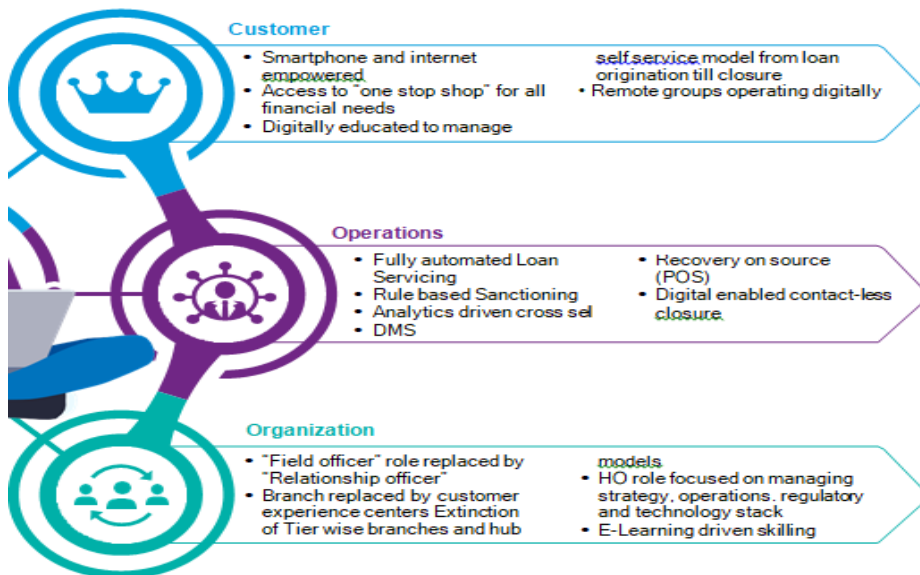 Customer
• Smartphone and internet
empowered
• Access to "one stop shop" for all
financial needs
• Digitally educated to manage
self service model from loan
origination till closure
• Remote groups operating digitally
Operations
• Fully automated Loan
Servicing
• Rule based Sanctioning
• Analytics driven cross sel
• DMS
• Recovery on source
(POS)
• Digital enabled contact-less
closure
Organization
• "Field officer" role replaced by
"Relationship officer"
• Branch replaced by customer
experience centers Extinction
of Tier wise branches and hub
models
• HO role focused on managing
strategy, operations. regulatory
and technology stack
• E-Learning driven skilling